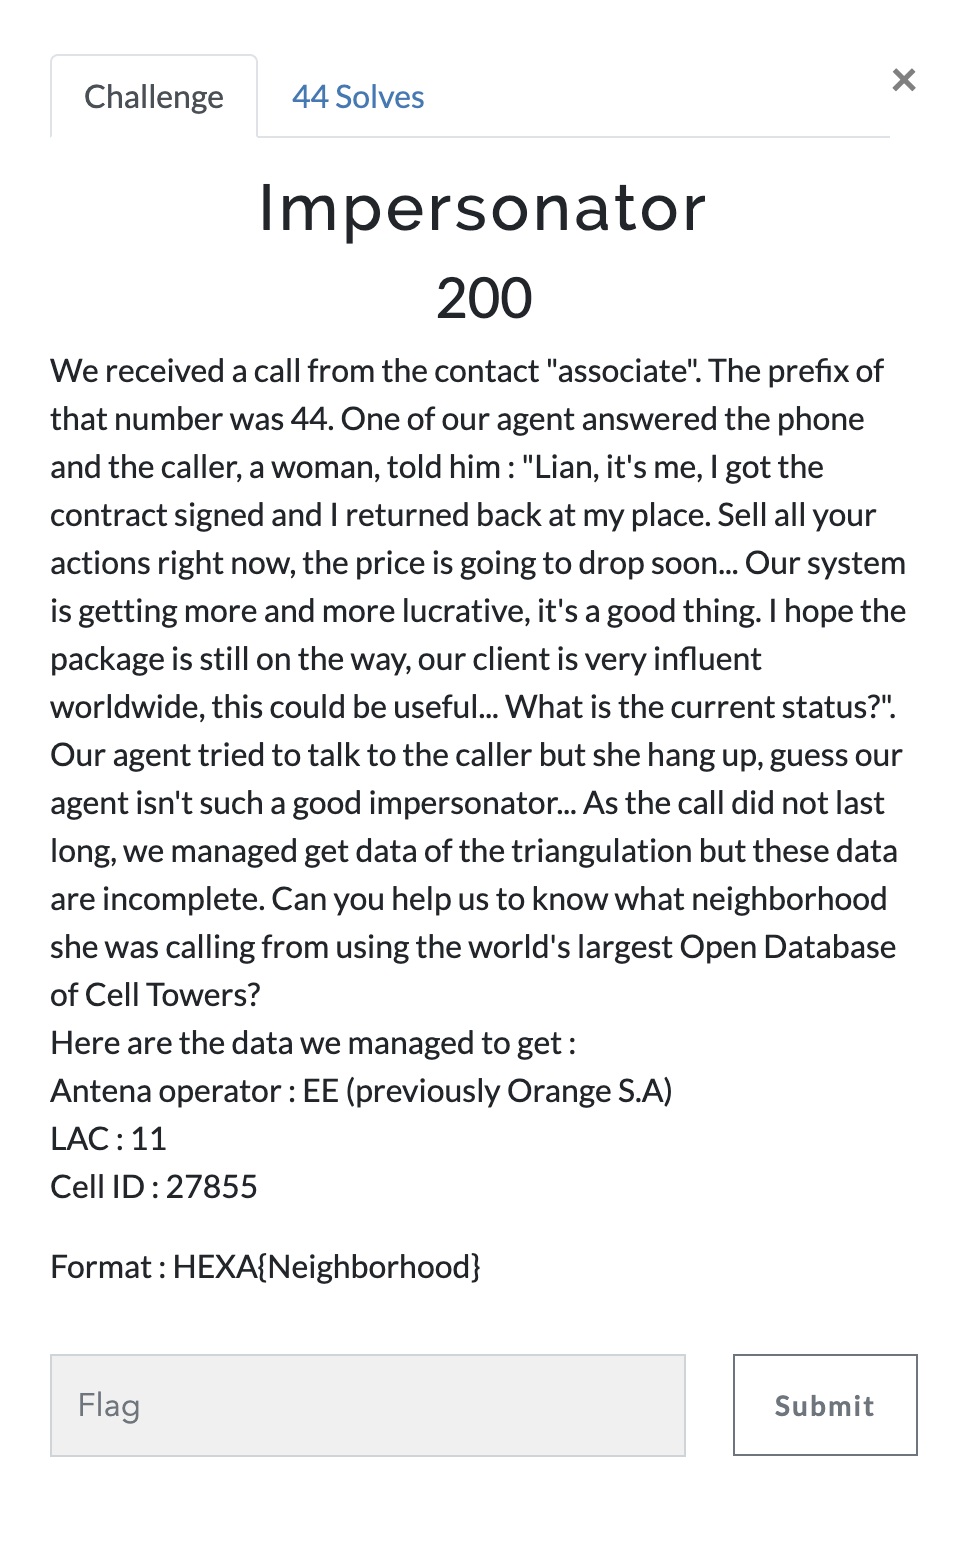 Challenge
44 Solves
×
Impersonator
200
We received a call from the contact "associate". The prefix of
that number was 44. One of our agent answered the phone
and the caller, a woman, told him : "Lian, it's me, I got the
contract signed and I returned back at my place. Sell all your
actions right now, the price is going to drop soon... Our system
is getting more and more lucrative, it's a good thing. I hope the
package is still on the way, our client is very influent
worldwide, this could be useful... What is the current status?".
Our agent tried to talk to the caller but she hang up, guess our
agent isn't such a good impersonator... As the call did not last
long, we managed get data of the triangulation but these data
are incomplete. Can you help us to know what neighborhood
she was calling from using the world's largest Open Database
of Cell Towers?
Here are the data we managed to get :
Antena operator : EE (previously Orange S.A)
LAC : 11
Cell ID : 27855
Format : HEXA{Neighborhood}
Flag
Submit